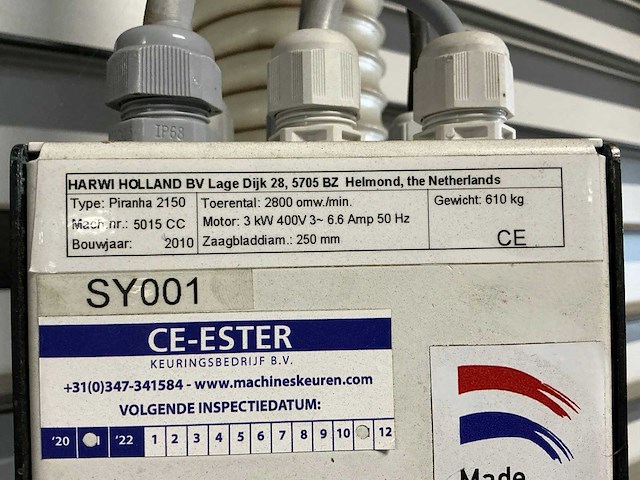 IP68
HARWI HOLLAND BV Lage Dijk 28, 5705 BZ Helmond, the Netherlands
Type: Piranha 2150 Toerental: 2800 omw./min. Gewicht: 610 kg
Mach.nr.: 5015 CC Motor: 3 kW 400V 3~ 6.6 Amp 50 Hz
Bouwjaar: 2010 Zaagbladdiam.: 250 mm CE
SY001
CE-ESTER
KEURINGSBEDRIJF B.V.
+31(0)347-341584 - www.machineskeuren.com
VOLGENDE INSPECTIEDATUM:
'20 '22 1 2 3 4 5 6 7 8 9 10 12
Made